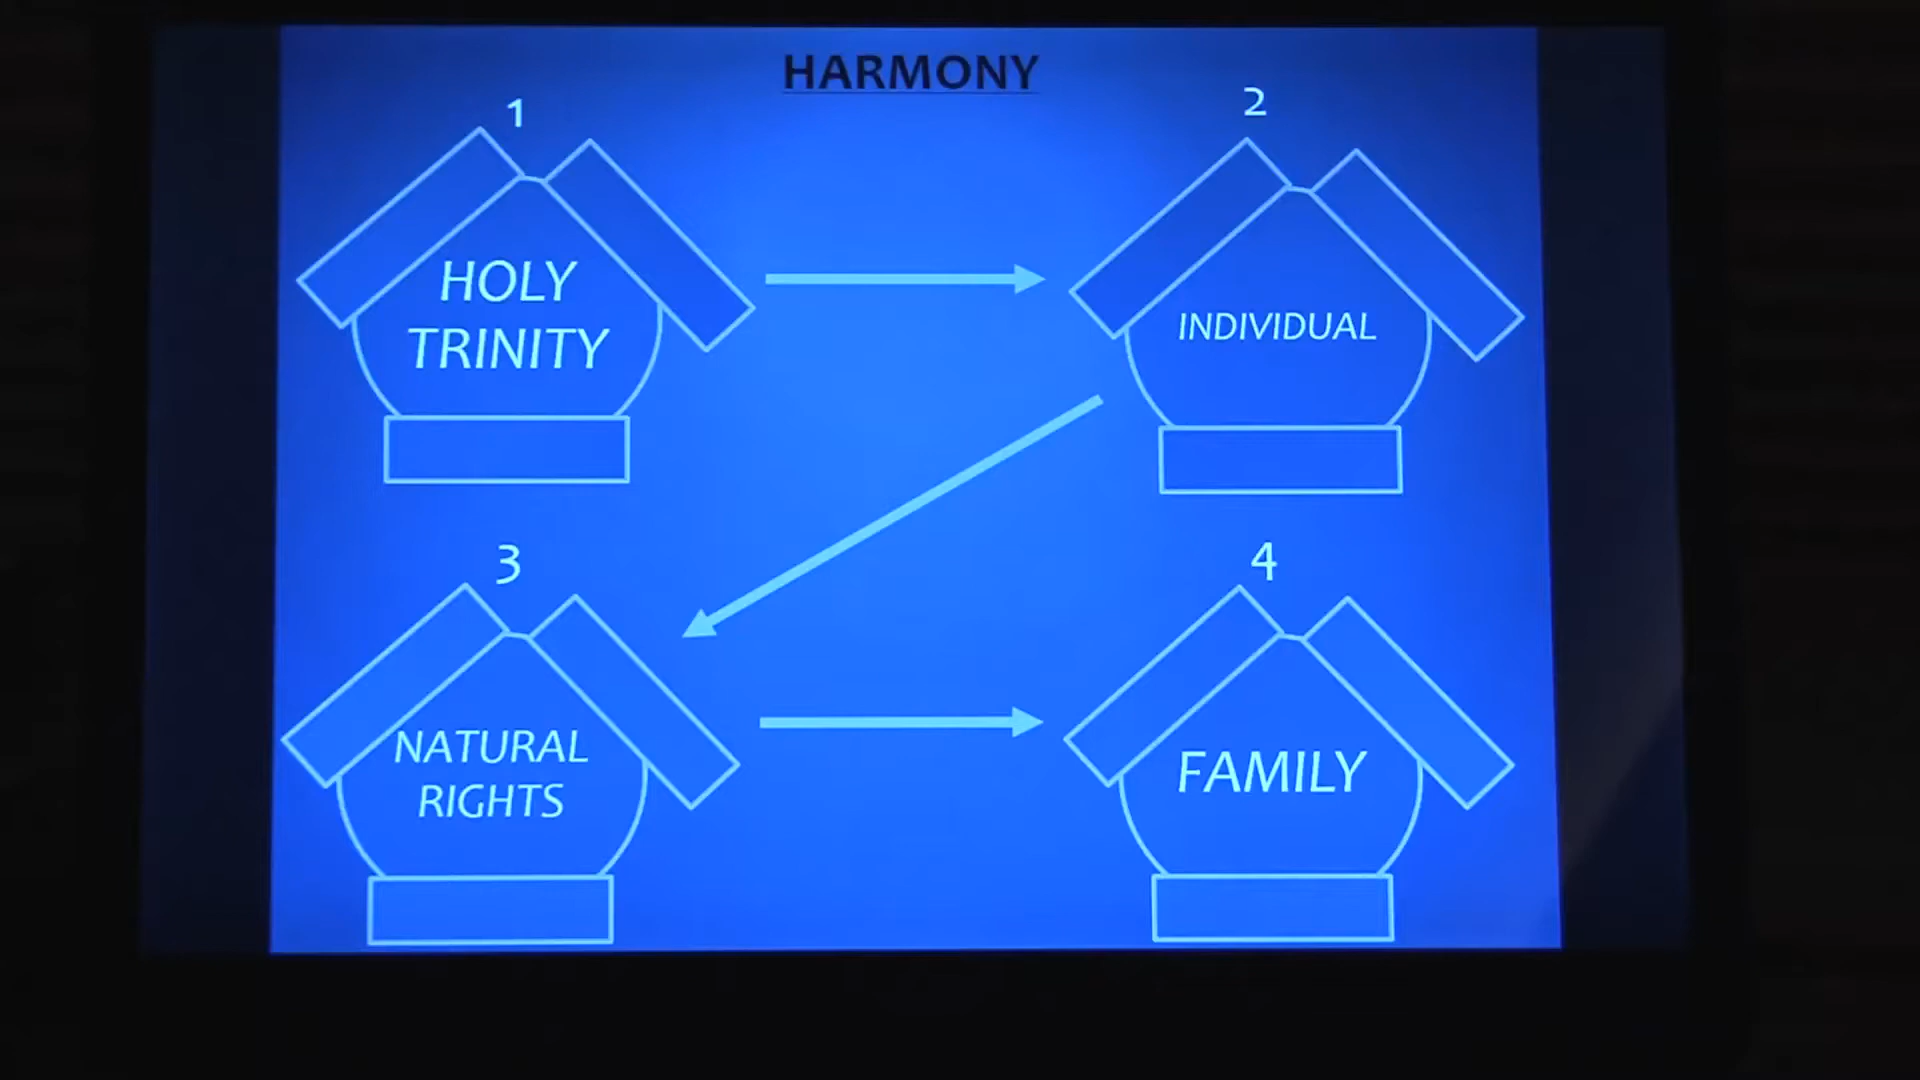 HARMONY
1
2
HOLY
TRINITY
INDIVIDUAL
3
4
NATURAL
RIGHTS
FAMILY